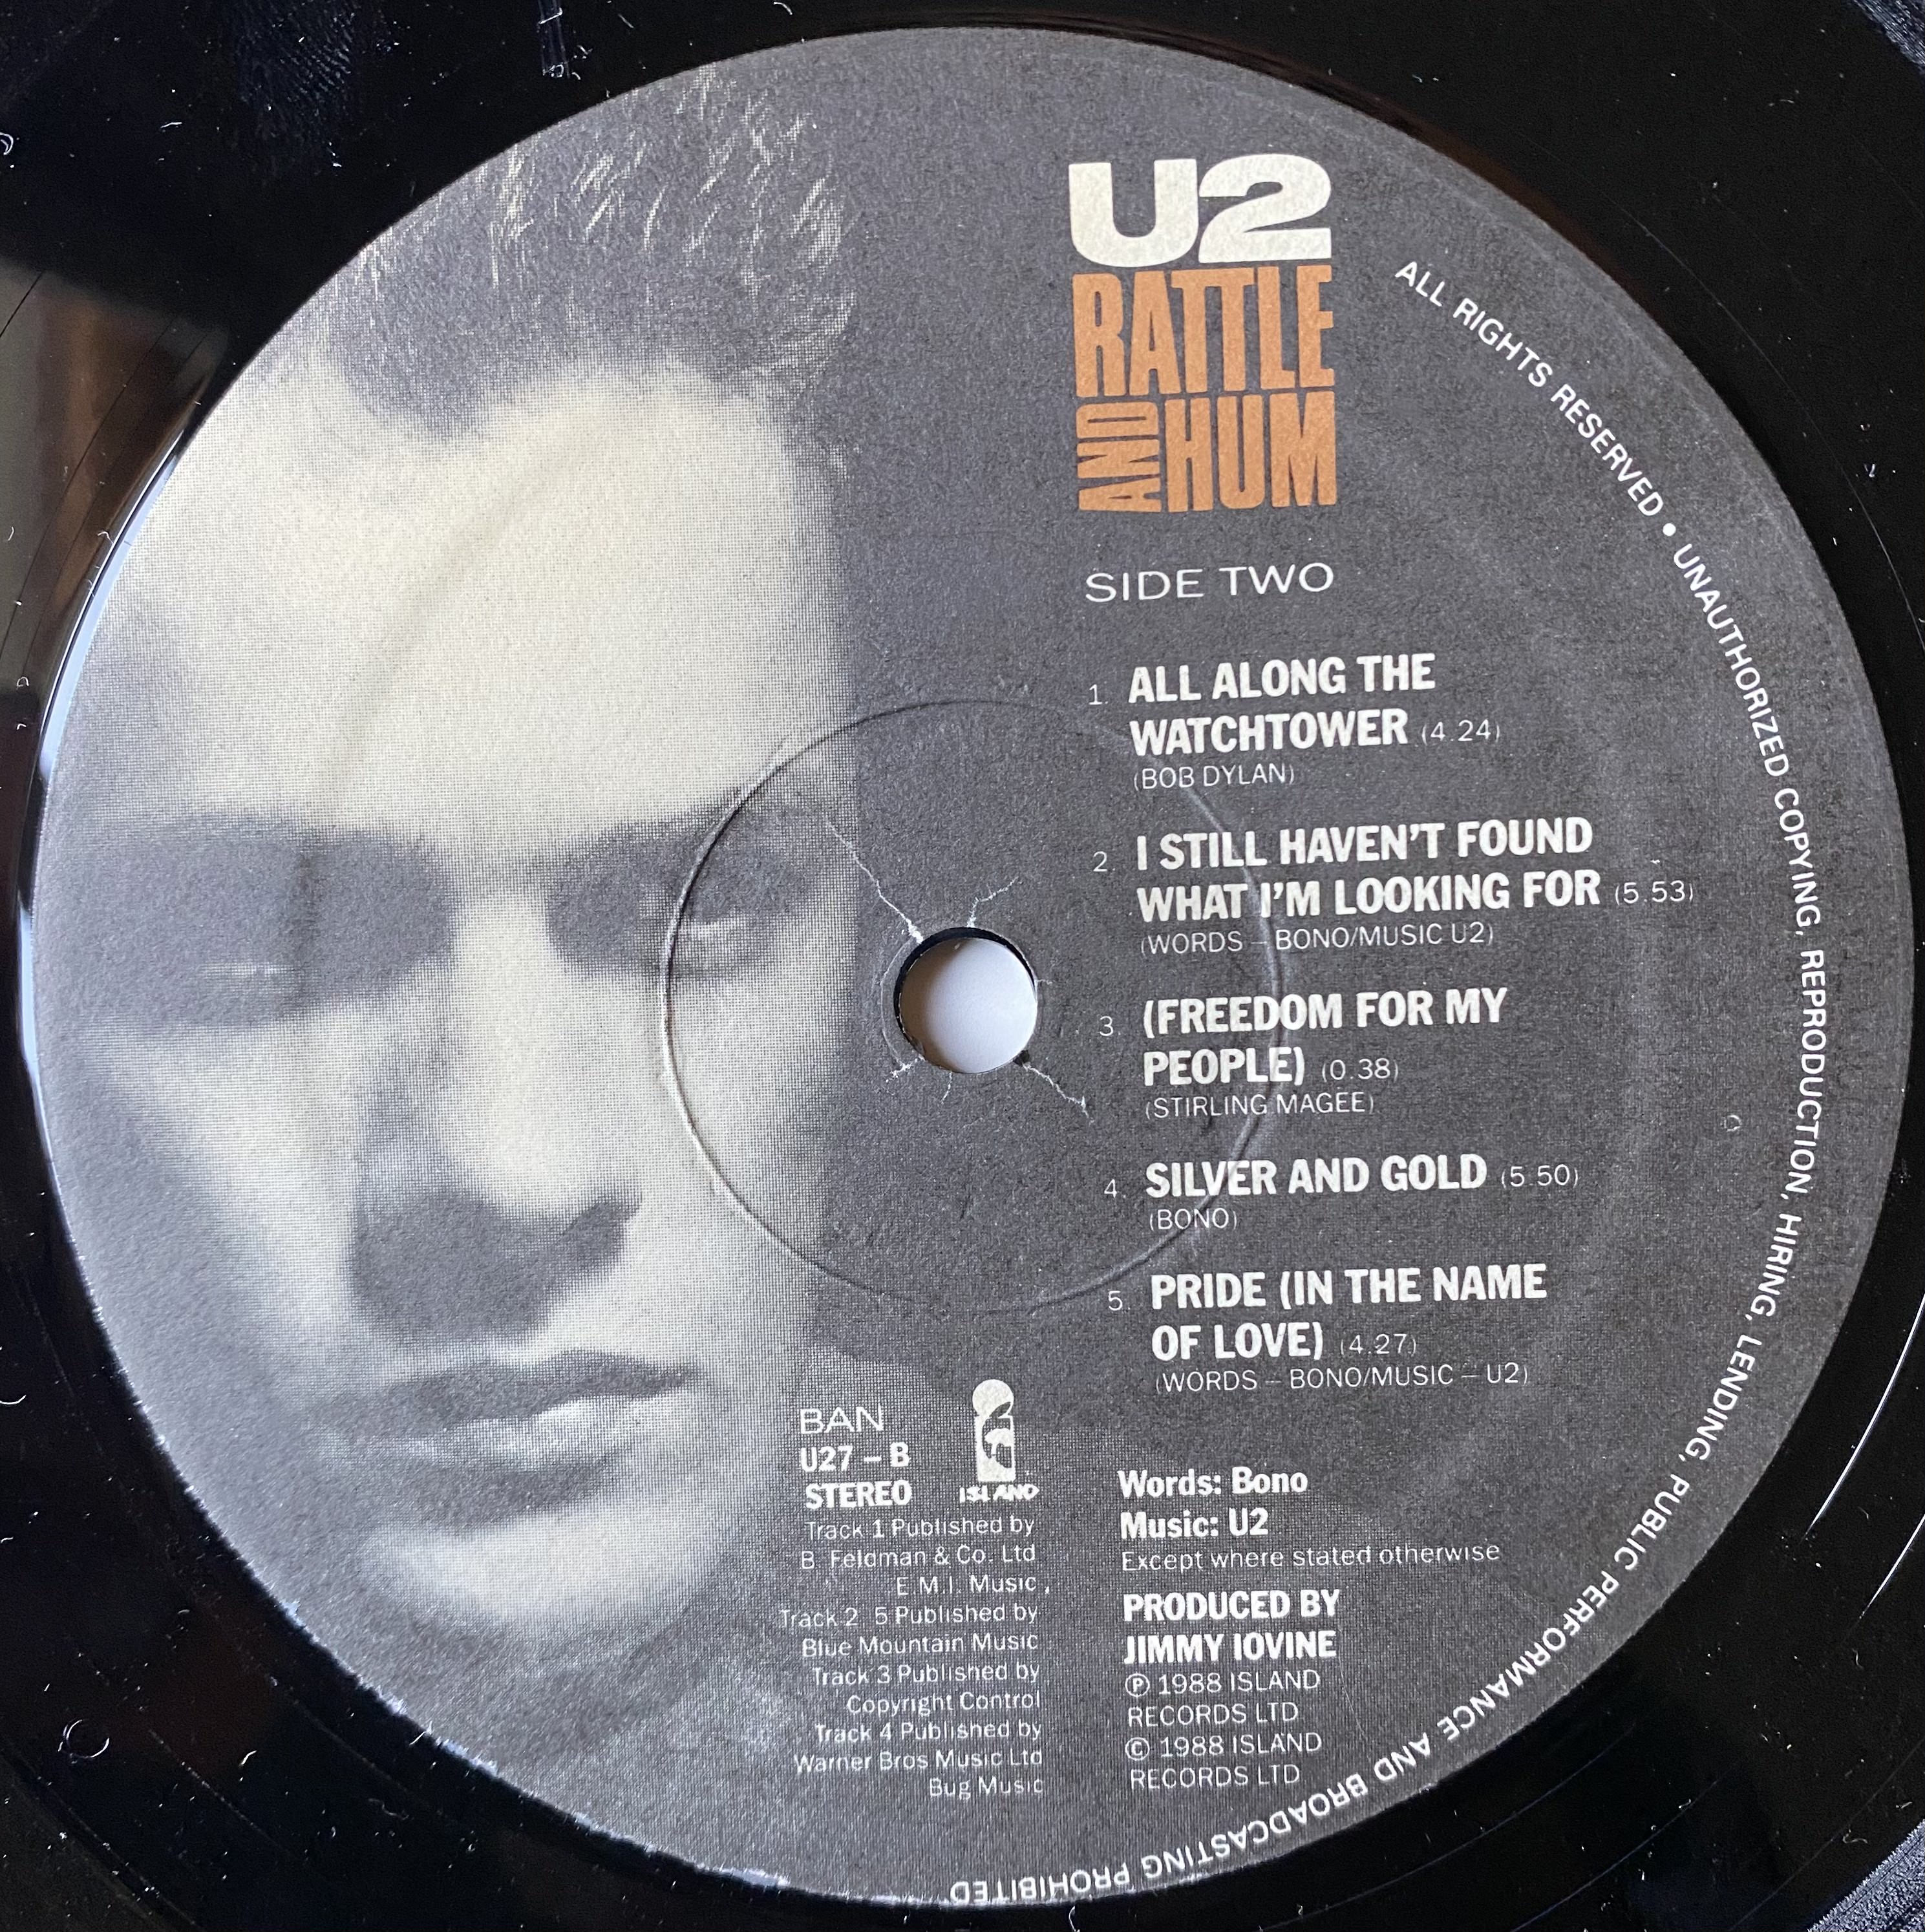 U2
RATTLE
AND HUM
SIDE TWO
1. ALL ALONG THE
WATCHTOWER (4.24)
(BOB DYLAN)
2. I STILL HAVEN'T FOUND
WHAT I'M LOOKING FOR (5.53)
(WORDS – BONO/MUSIC U2)
3. (FREEDOM FOR MY
PEOPLE) (0.38)
(STIRLING MAGEE)
4. SILVER AND GOLD (5.50)
(BONO)
5. PRIDE (IN THE NAME
OF LOVE) (4.27)
(WORDS – BONO/MUSIC – U2)
BAN
U27 – B
STEREO
ISLAND
Track 1 Published by
B. Feldman & Co. Ltd
E.M.I. Music,
Track 2 5 Published by
Blue Mountain Music
Track 3 Published by
Copyright Control
Track 4 Published by
Warner Bros Music Ltd
Bug Music
Words: Bono
Music: U2
Except where stated otherwise
PRODUCED BY
JIMMY IOVINE
℗ 1988 ISLAND
RECORDS LTD
© 1988 ISLAND
RECORDS LTD
ALL RIGHTS RESERVED • UNAUTHORIZED COPYING, REPRODUCTION, HIRING, LENDING, PUBLIC PERFORMANCE AND BROADCASTING PROHIBITED